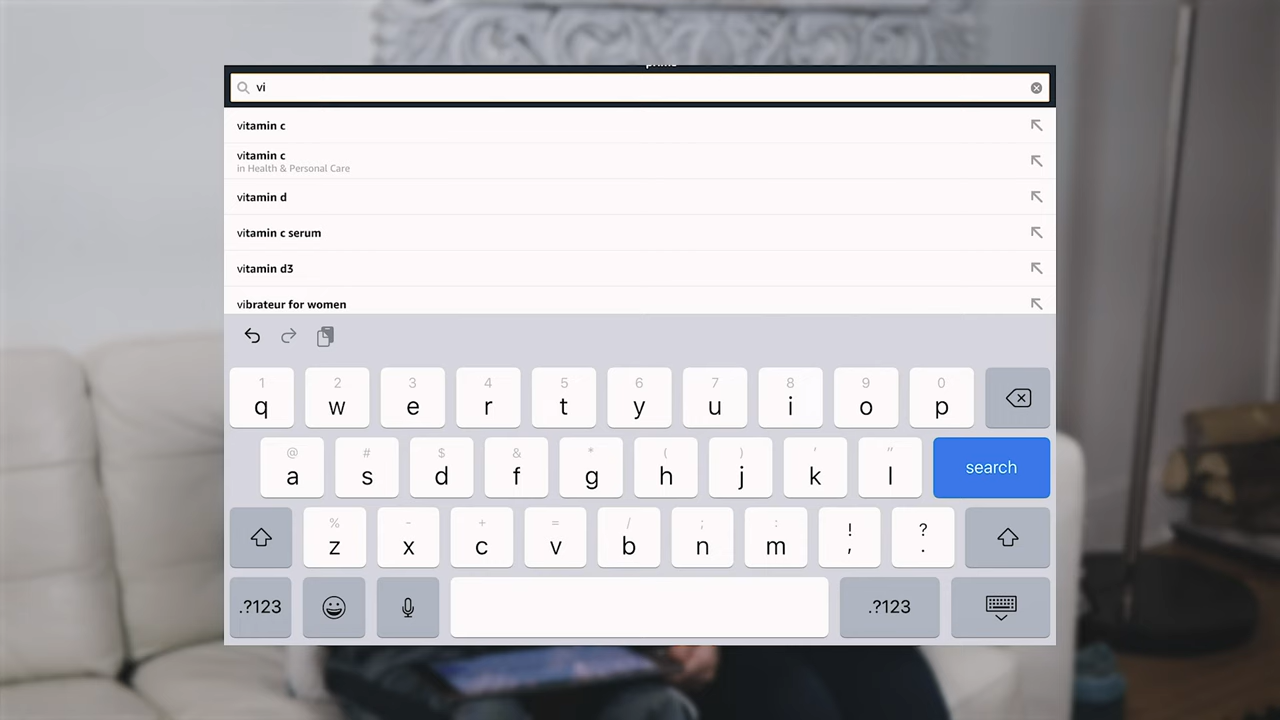 vi
vitamin c
vitamin c
in Health & Personal Care
vitamin d
vitamin c serum
vitamin d3
vibrateur for women
1 2 3 4 5 6 7 8 9 0
q w e r t y u i o p
@ # $ & * ( ) ' "
a s d f g h j k l search
% - + = / ; : ! ?
z x c v b n m , .
.?123 .?123